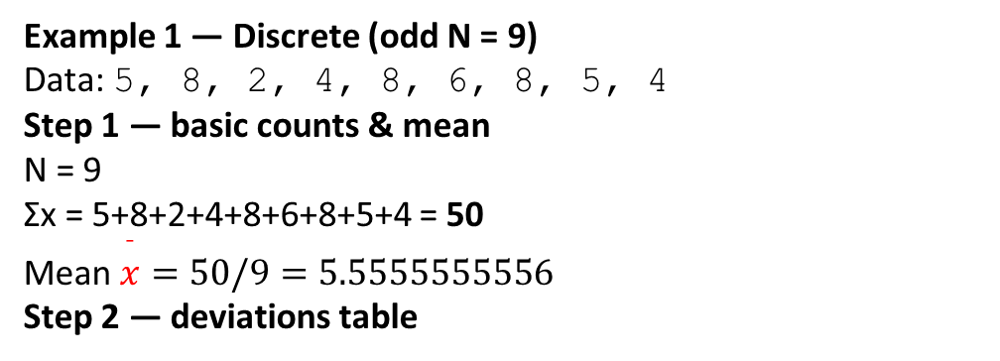 Example 1 — Discrete (odd N = 9)
Data: 5, 8, 2, 4, 8, 6, 8, 5, 4
Step 1 — basic counts & mean
N = 9
Σx = 5+8+2+4+8+6+8+5+4 = 50
Mean x̄ = 50/9 = 5.5555555556
Step 2 — deviations table